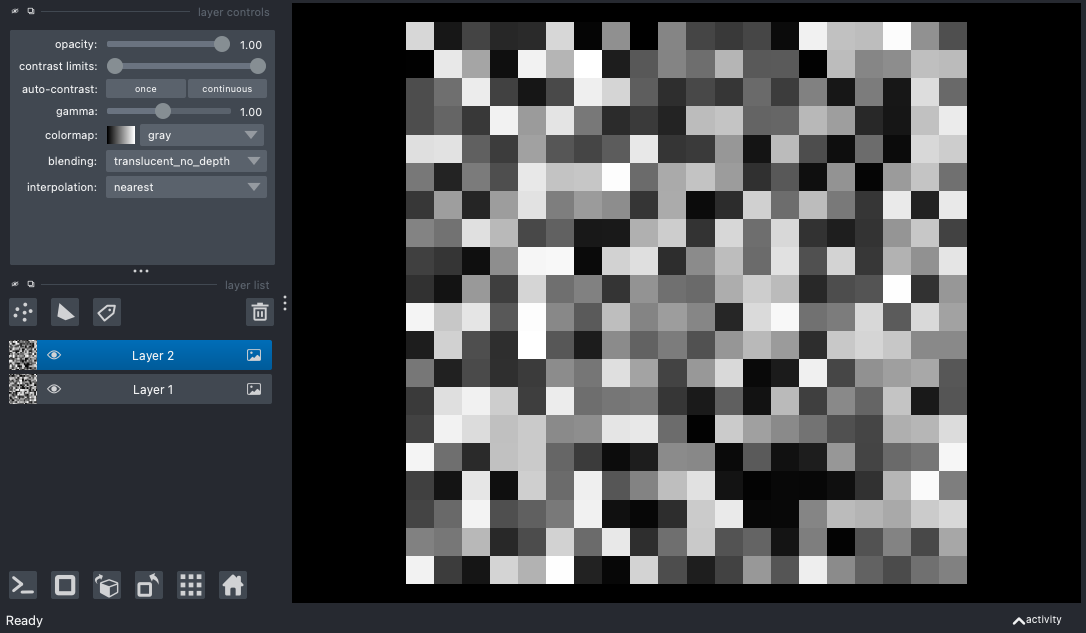 layer controls
opacity: 1.00
contrast limits:
auto-contrast: once continuous
gamma: 1.00
colormap: gray
blending: translucent_no_depth
interpolation: nearest
layer list
Layer 2
Layer 1
Ready
activity